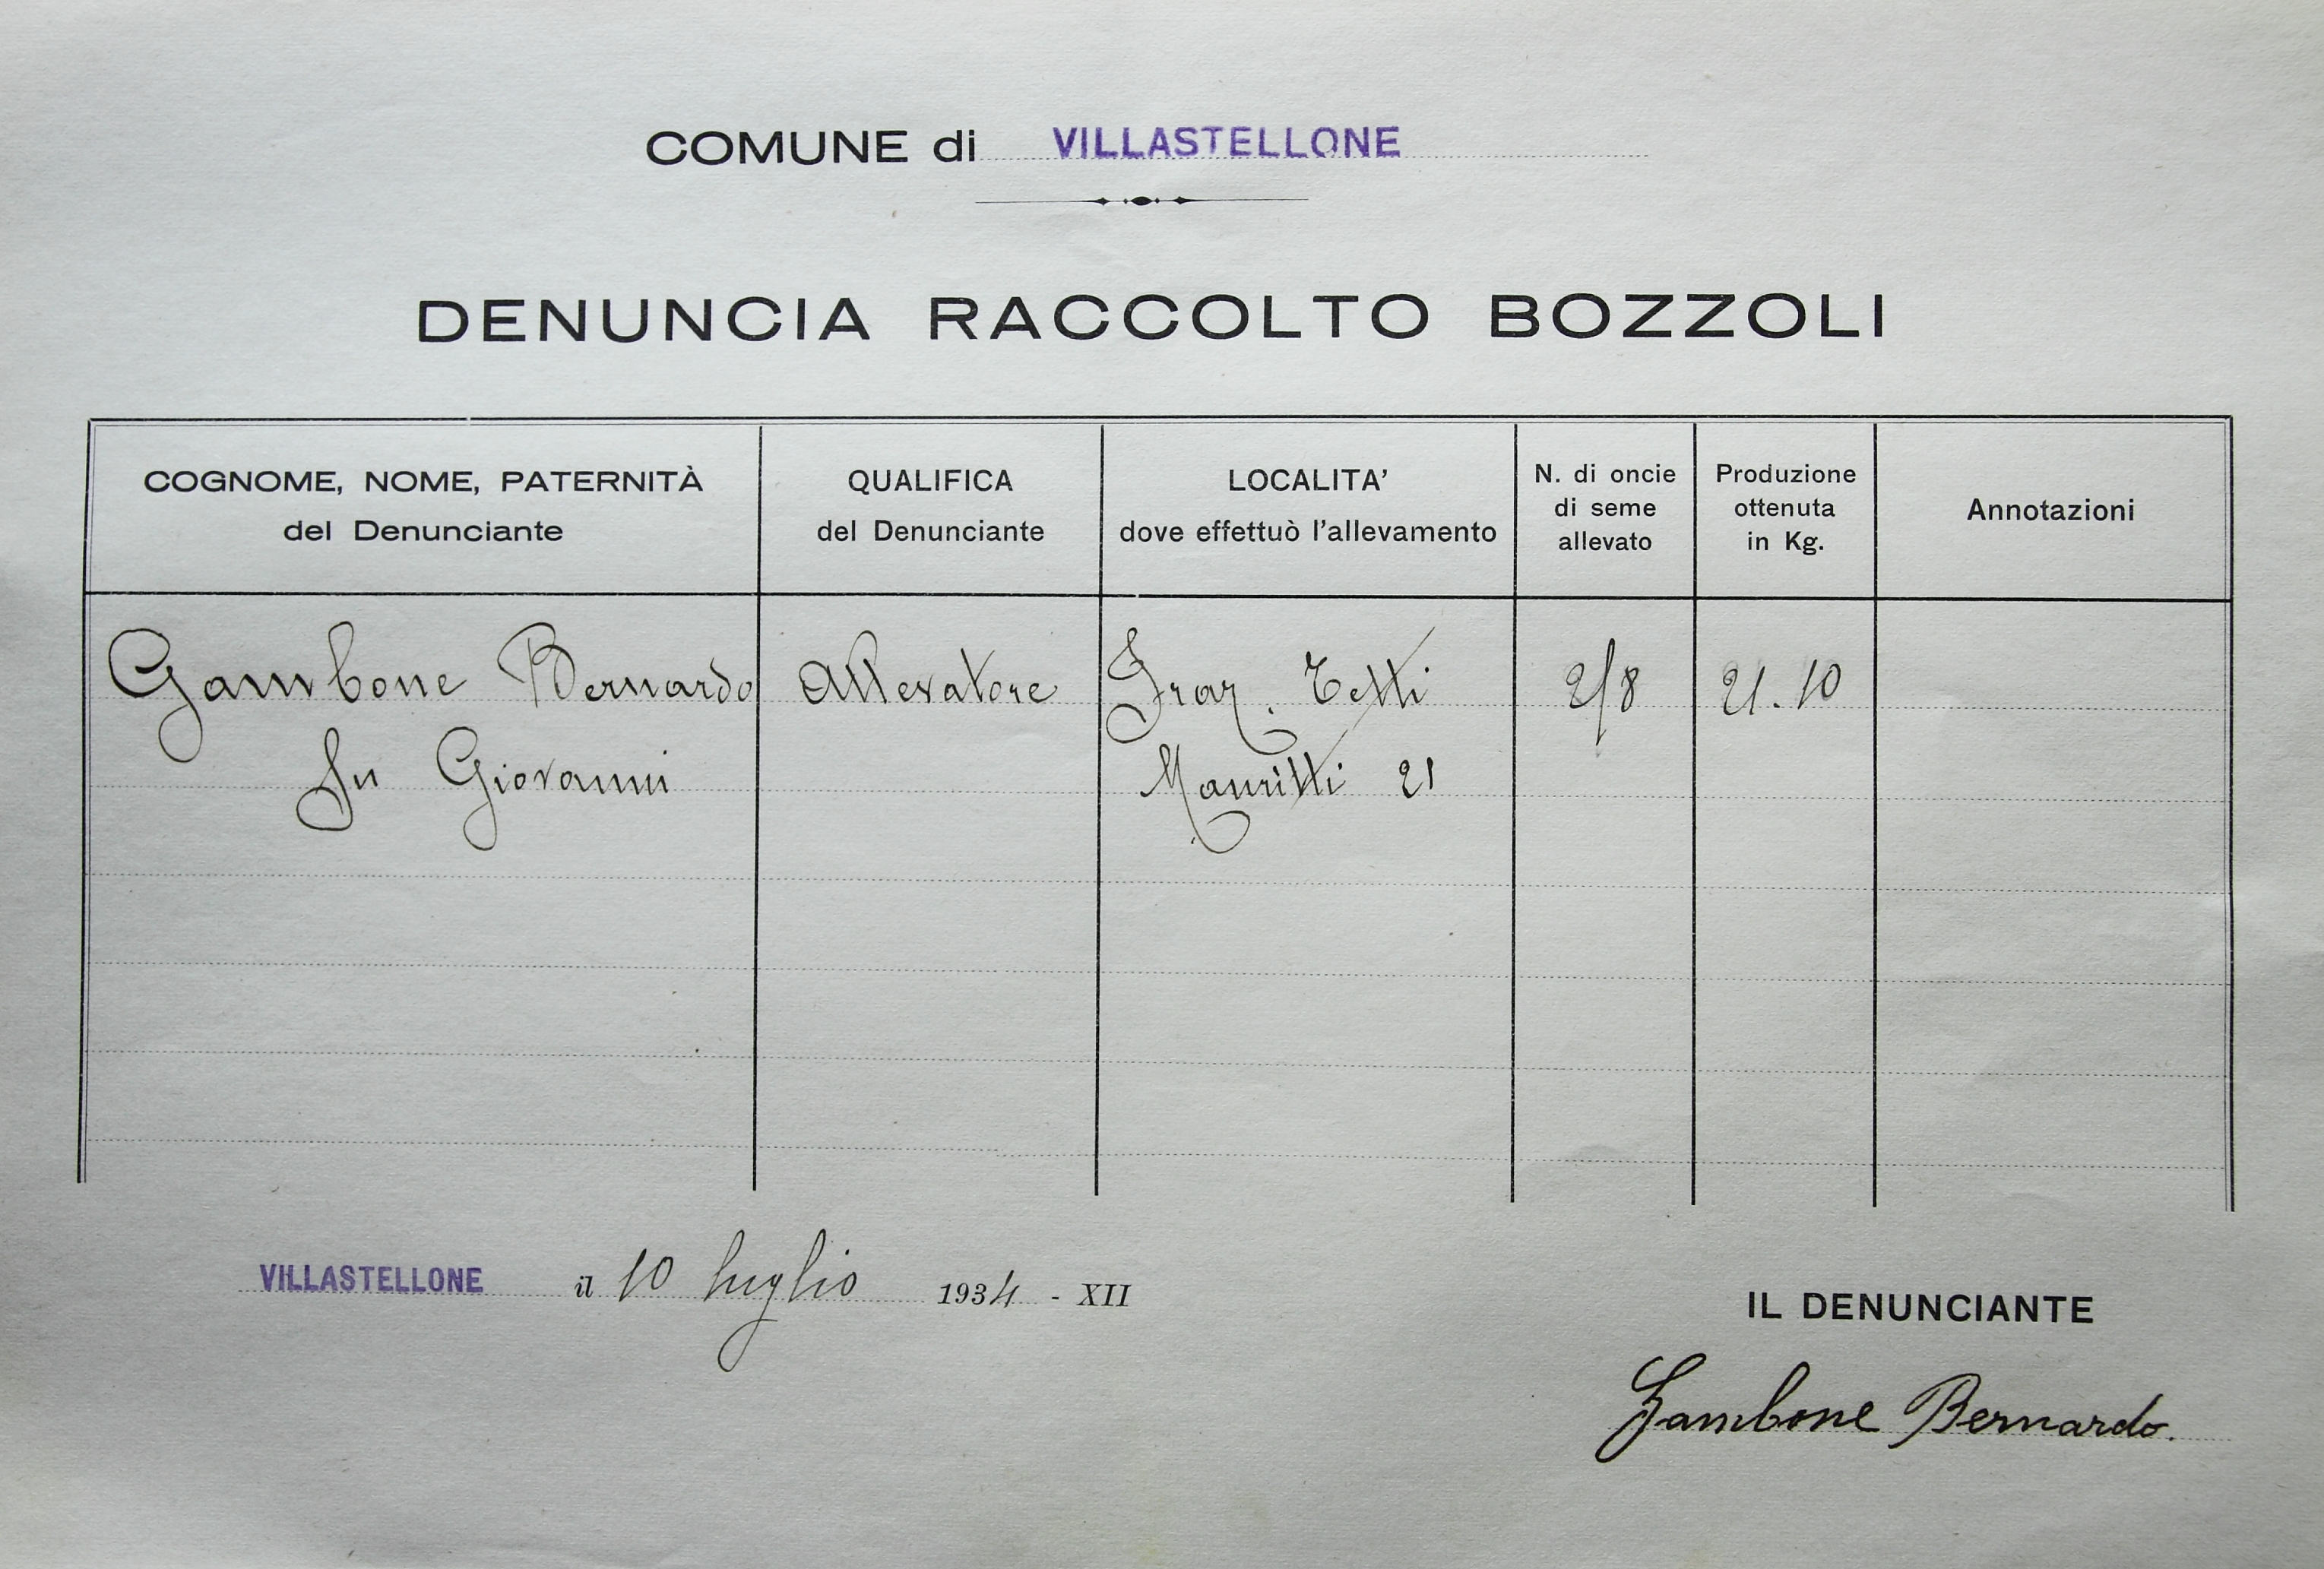 COMUNE di VILLASTELLONE
DENUNCIA RACCOLTO BOZZOLI
COGNOME, NOME, PATERNITÀ
del Denunciante
QUALIFICA
del Denunciante
LOCALITA'
dove effettuò l'allevamento
N. di oncie
di seme
allevato
Produzione
ottenuta
in Kg.
Annotazioni
Gambone Bernardo Allevatore Fraz. Tetti 2/8 21.10
fu Giovanni Mauritti 21
VILLASTELLONE il 10 luglio 1934 - XII
IL DENUNCIANTE
Gambone Bernardo.